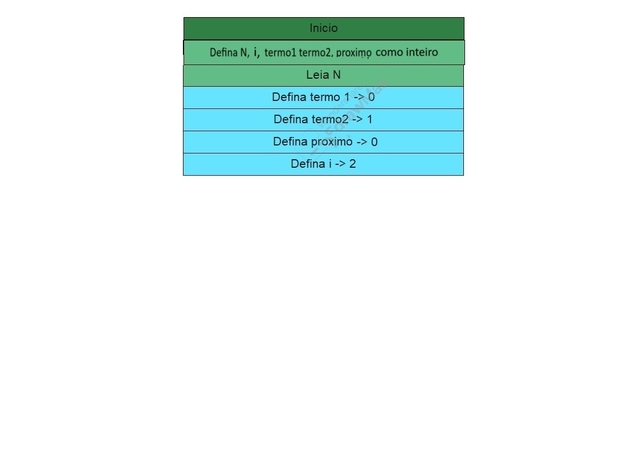 Inicio
Defina N, i, termo1 termo2, proximo como inteiro
Leia N
Defina termo 1 -> 0
Defina termo2 -> 1
Defina proximo -> 0
Defina i -> 2